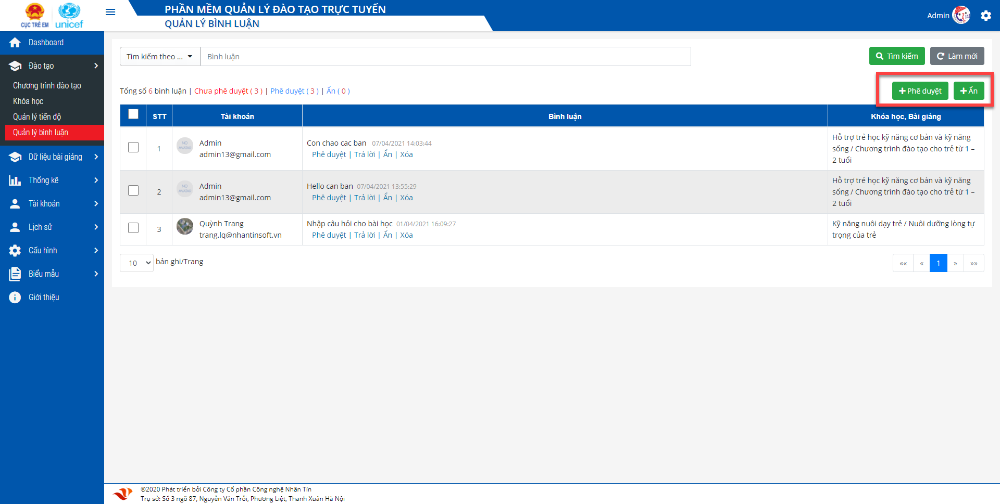 CỤC TRẺ EM
unicef
PHẦN MỀM QUẢN LÝ ĐÀO TẠO TRỰC TUYẾN
QUẢN LÝ BÌNH LUẬN
Admin
Dashboard
Đào tạo
Chương trình đào tạo
Khóa học
Quản lý tiến độ
Quản lý bình luận
Dữ liệu bài giảng
Thống kê
Tài khoản
Lịch sử
Cấu hình
Biểu mẫu
Giới thiệu
Tìm kiếm theo ...
Bình luận
Tìm kiếm
Làm mới
Tổng số 6 bình luận | Chưa phê duyệt ( 3 ) | Phê duyệt ( 3 ) | Ẩn ( 0 )
Phê duyệt
Ẩn
STT
Tài khoản
Bình luận
Khóa học, Bài giảng
1
NO AVATAR
Admin
admin13@gmail.com
Con chao cac ban 07/04/2021 14:03:44
Phê duyệt | Trả lời | Ẩn | Xóa
Hỗ trợ trẻ học kỹ năng cơ bản và kỹ năng
sống / Chương trình đào tạo cho trẻ từ 1 –
2 tuổi
2
NO AVATAR
Admin
admin13@gmail.com
Hello can ban 07/04/2021 13:55:29
Phê duyệt | Trả lời | Ẩn | Xóa
Hỗ trợ trẻ học kỹ năng cơ bản và kỹ năng
sống / Chương trình đào tạo cho trẻ từ 1 –
2 tuổi
3
Quỳnh Trang
trang.lq@nhantinsoft.vn
Nhập câu hỏi cho bài học 01/04/2021 16:09:27
Phê duyệt | Trả lời | Ẩn | Xóa
Kỹ năng nuôi dạy trẻ / Nuôi dưỡng lòng tự
trọng của trẻ
10
bản ghi/Trang
«« « 1 » »»
©2020 Phát triển bởi Công ty Cổ phần Công nghệ Nhân Tín
Trụ sở: Số 3 ngõ 87, Nguyễn Văn Trỗi, Phương Liệt, Thanh Xuân Hà Nội